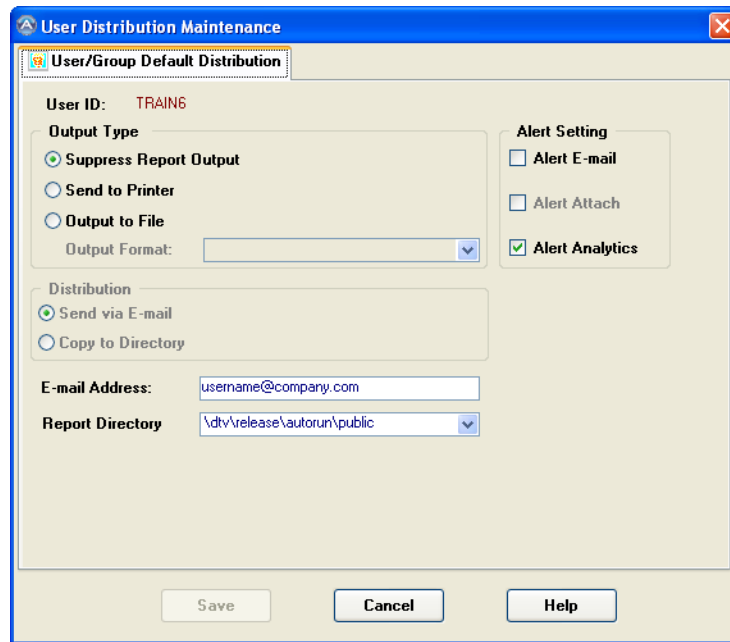 User Distribution Maintenance
User/Group Default Distribution
User ID: TRAIN6
Output Type
Suppress Report Output
Send to Printer
Output to File
Output Format:
Alert Setting
Alert E-mail
Alert Attach
Alert Analytics
Distribution
Send via E-mail
Copy to Directory
E-mail Address: username@company.com
Report Directory \dtv\release\autorun\public
Save Cancel Help